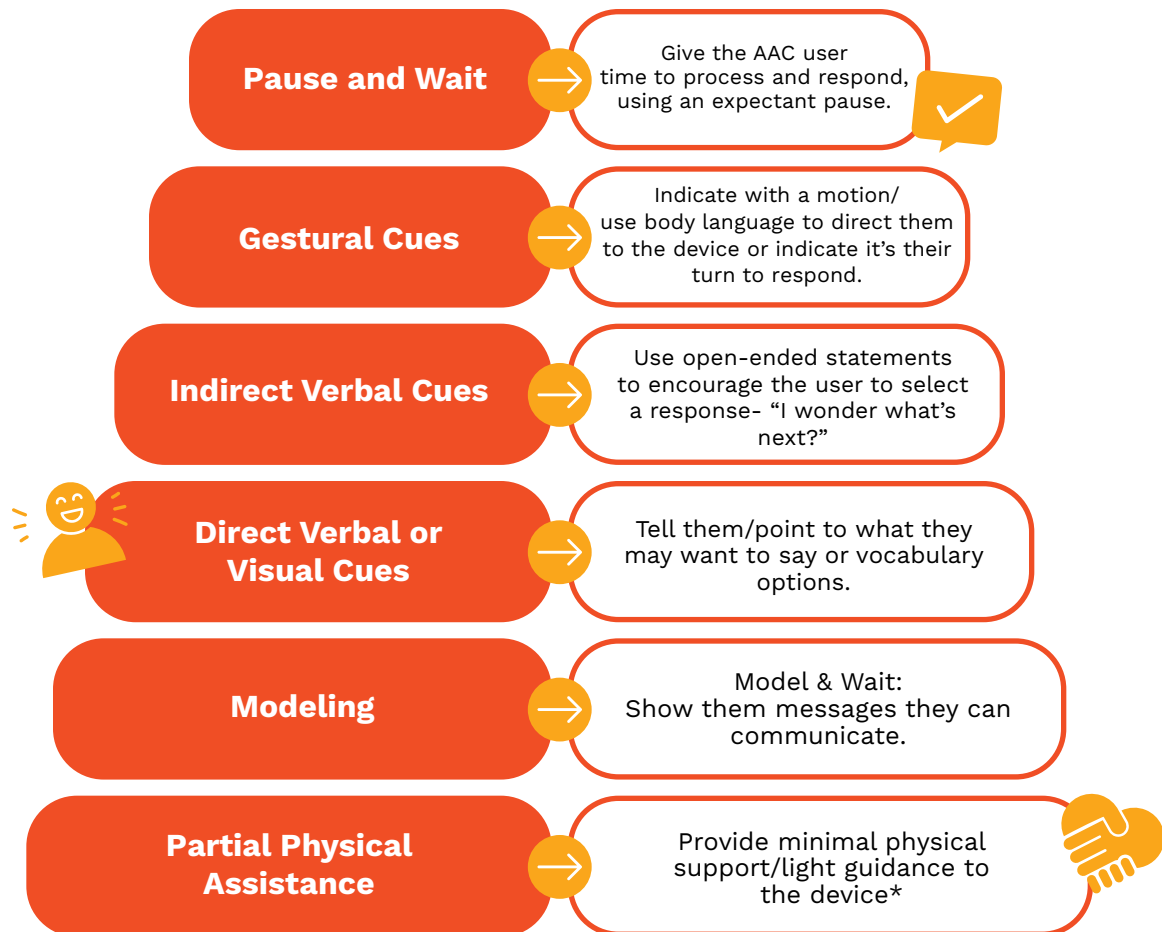 Pause and Wait
Give the AAC user
time to process and respond,
using an expectant pause.
Gestural Cues
Indicate with a motion/
use body language to direct them
to the device or indicate it’s their
turn to respond.
Indirect Verbal Cues
Use open-ended statements
to encourage the user to select
a response- “I wonder what’s
next?”
Direct Verbal or
Visual Cues
Tell them/point to what they
may want to say or vocabulary
options.
Modeling
Model & Wait:
Show them messages they can
communicate.
Partial Physical
Assistance
Provide minimal physical
support/light guidance to
the device*